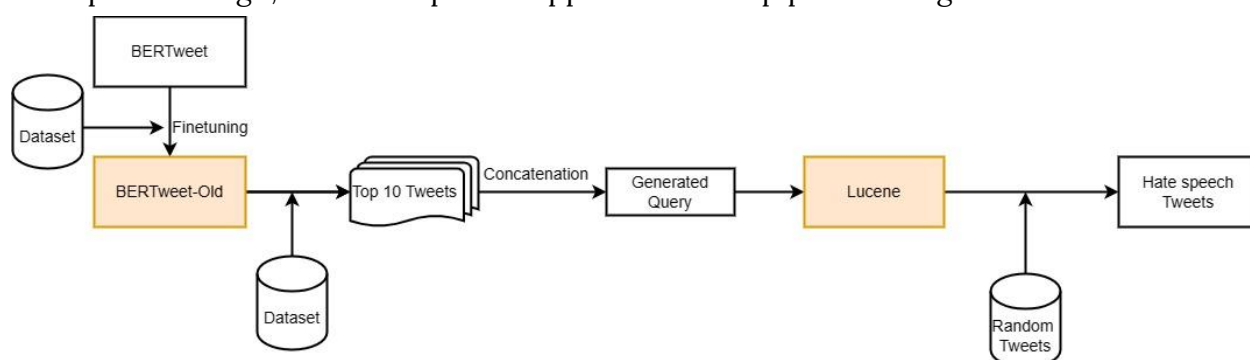 BERTweet
Dataset
Finetuning
BERTweet-Old
Top 10 Tweets
Concatenation
Generated
Query
Lucene
Hate speech
Tweets
Dataset
Random
Tweets